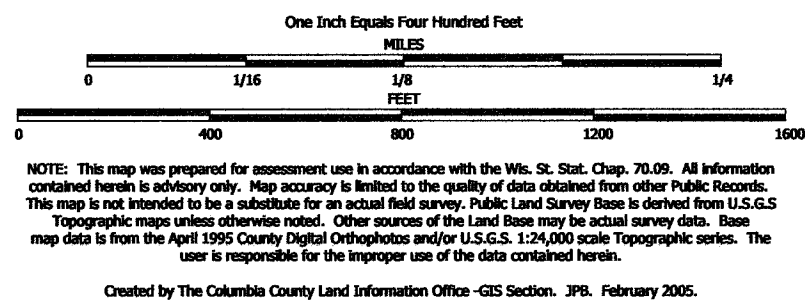 One Inch Equals Four Hundred Feet
MILES
0 1/16 1/8 1/4
FEET
0 400 800 1200 1600
NOTE: This map was prepared for assessment use in accordance with the Wis. St. Stat. Chap. 70.09. All information
contained herein is advisory only. Map accuracy is limited to the quality of data obtained from other Public Records.
This map is not intended to be a substitute for an actual field survey. Public Land Survey Base is derived from U.S.G.S
Topographic maps unless otherwise noted. Other sources of the Land Base may be actual survey data. Base
map data is from the April 1995 County Digital Orthophotos and/or U.S.G.S. 1:24,000 scale Topographic series. The
user is responsible for the improper use of the data contained herein.
Created by The Columbia County Land Information Office -GIS Section. JPB. February 2005.